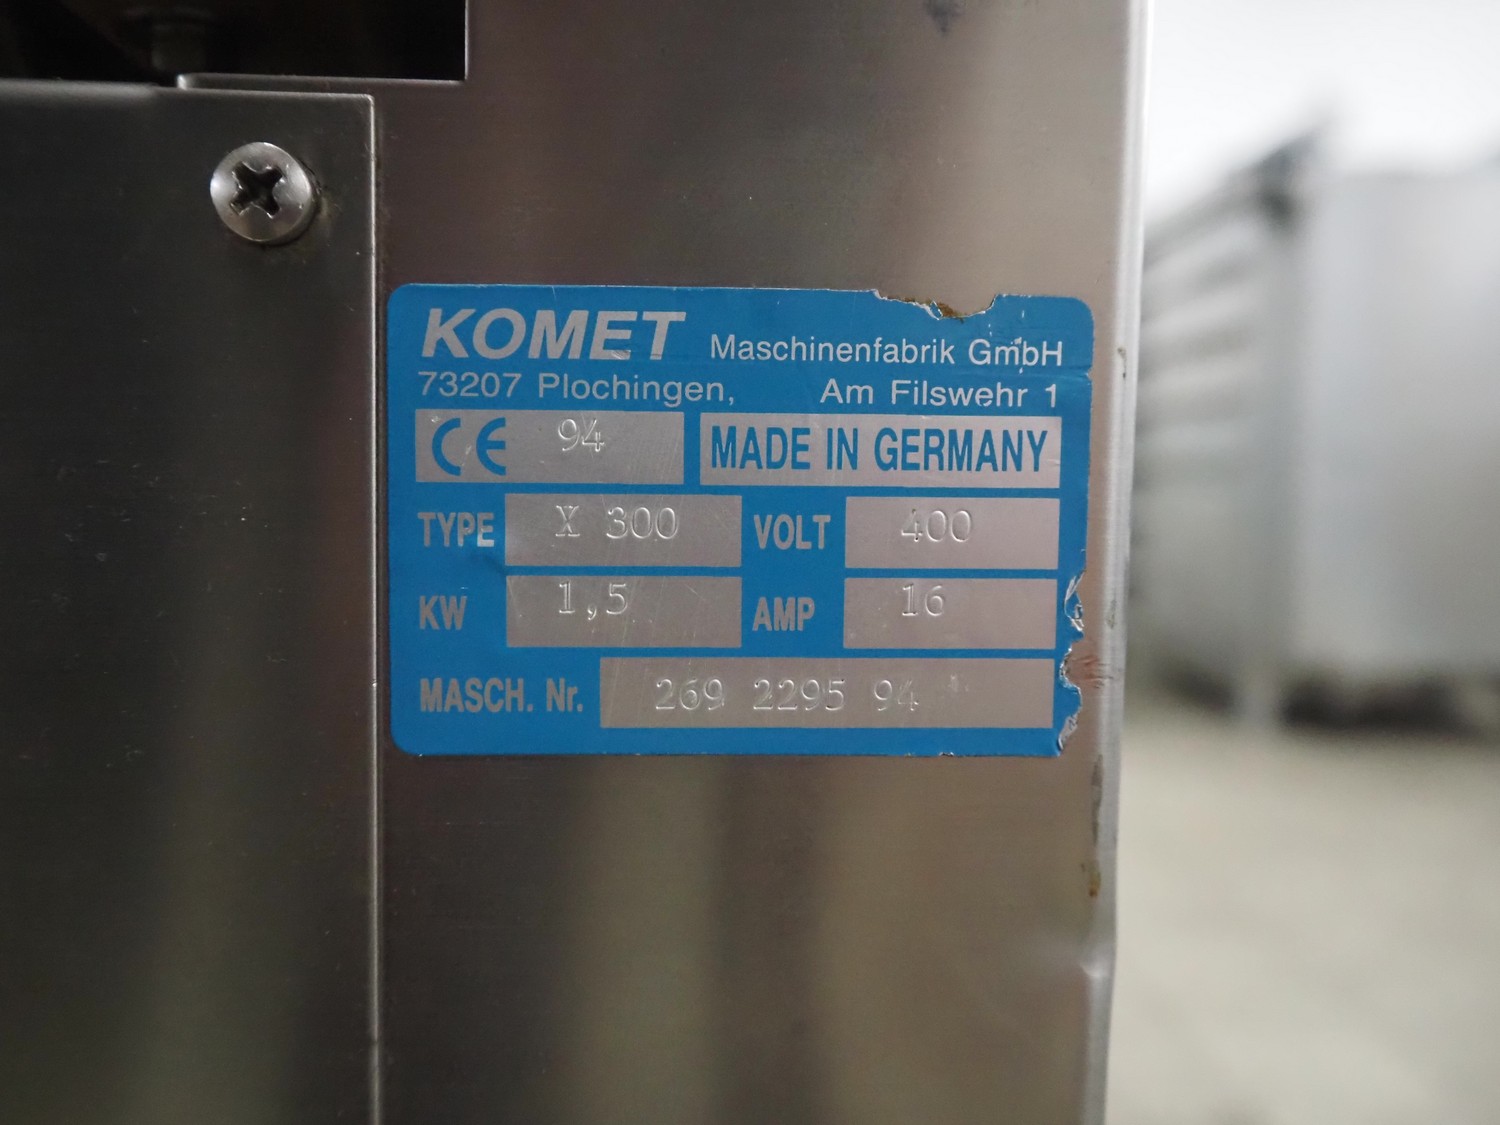 KOMET Maschinenfabrik GmbH
73207 Plochingen, Am Filswehr 1
CE 94 MADE IN GERMANY
TYPE X 300 VOLT 400
KW 1,5 AMP 16
MASCH. Nr. 269 2295 94